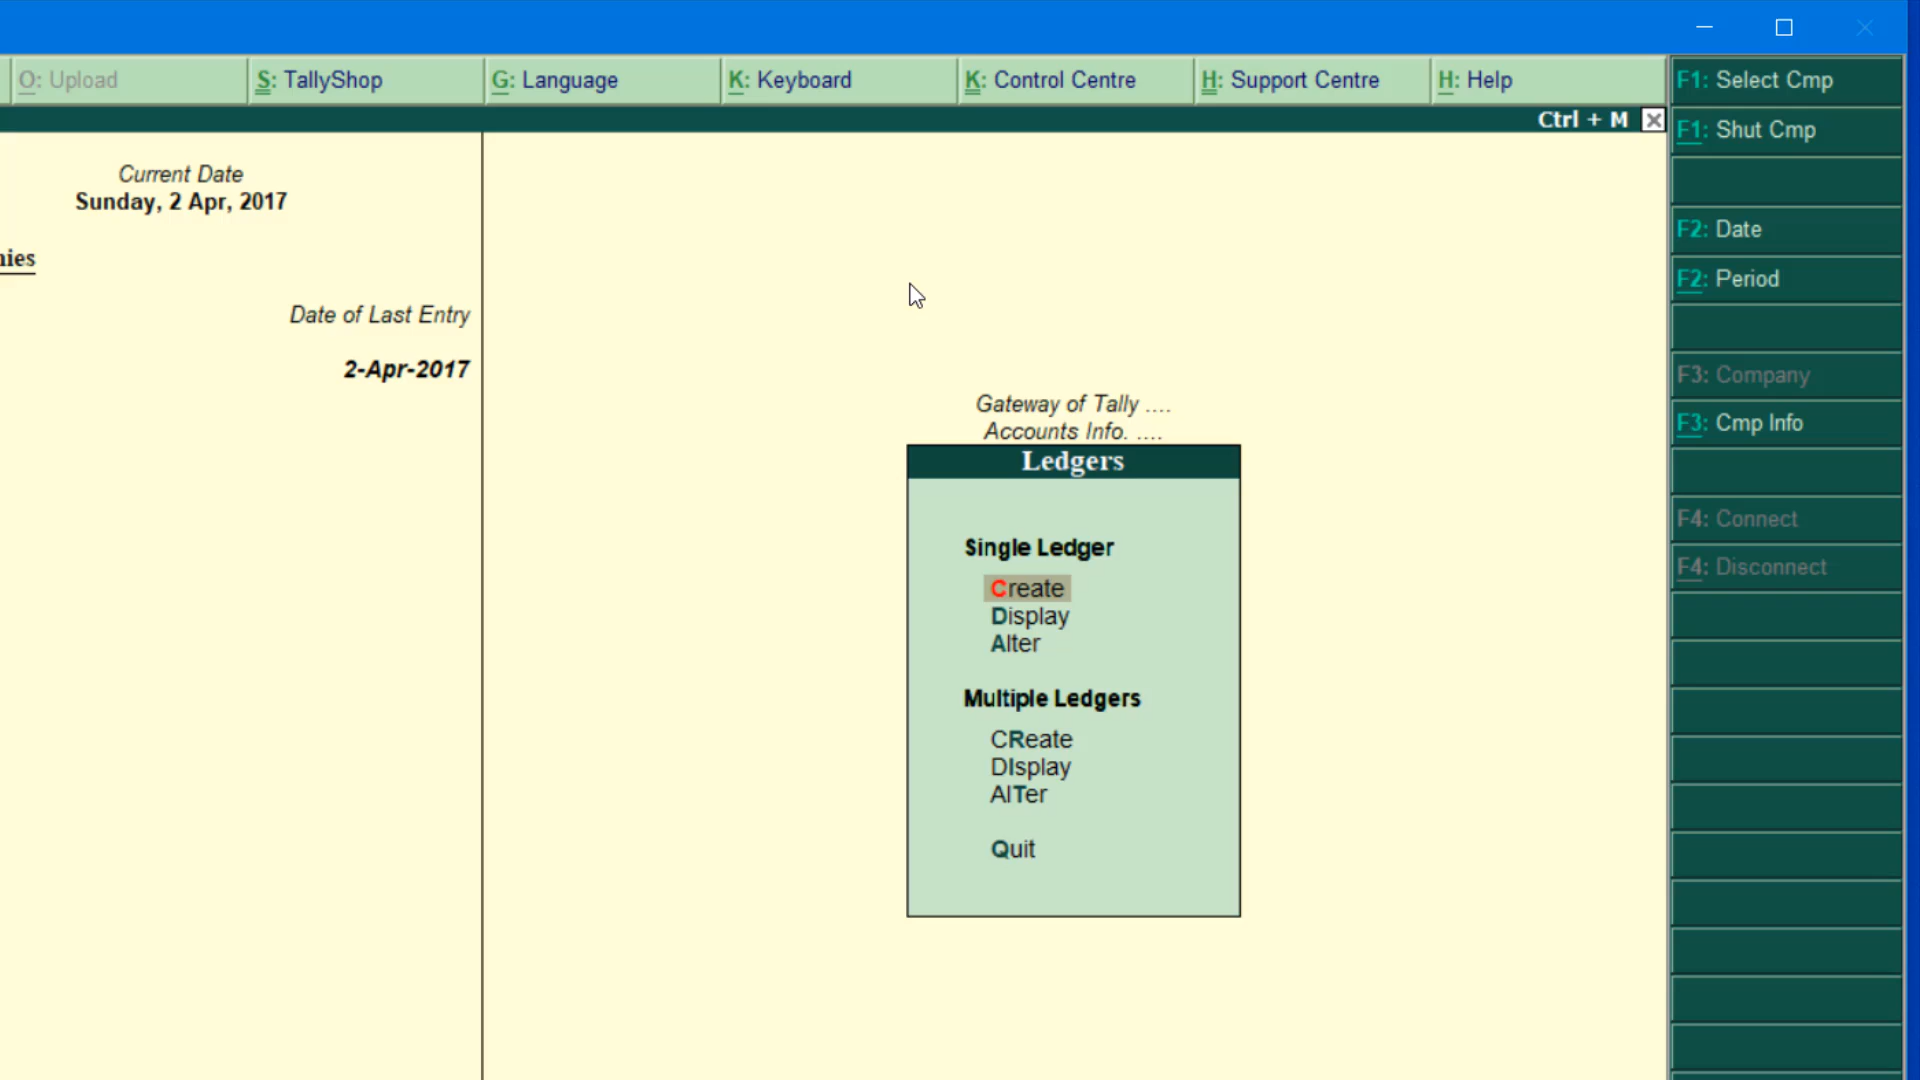 O: Upload
S: TallyShop
G: Language
K: Keyboard
K: Control Centre
H: Support Centre
H: Help
Ctrl + M
Current Date
Sunday, 2 Apr, 2017
nies
Date of Last Entry
2-Apr-2017
Gateway of Tally ....
Accounts Info. ....
Ledgers
Single Ledger
Create
Display
Alter
Multiple Ledgers
CReate
DIsplay
AlTer
Quit
F1: Select Cmp
F1: Shut Cmp
F2: Date
F2: Period
F3: Company
F3: Cmp Info
F4: Connect
F4: Disconnect